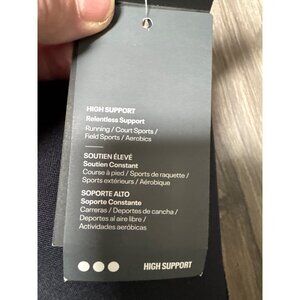 HIGH SUPPORT
Relentless Support
Running / Court Sports /
Field Sports / Aerobics
SOUTIEN ÉLEVÉ
Soutien Constant
Course à pied / Sports de raquette /
Sports extérieurs / Aérobique
SOPORTE ALTO
Soporte Constante
Carreras / Deportes de cancha /
Deportes al aire libre /
Actividades aeróbicas
HIGH SUPPORT